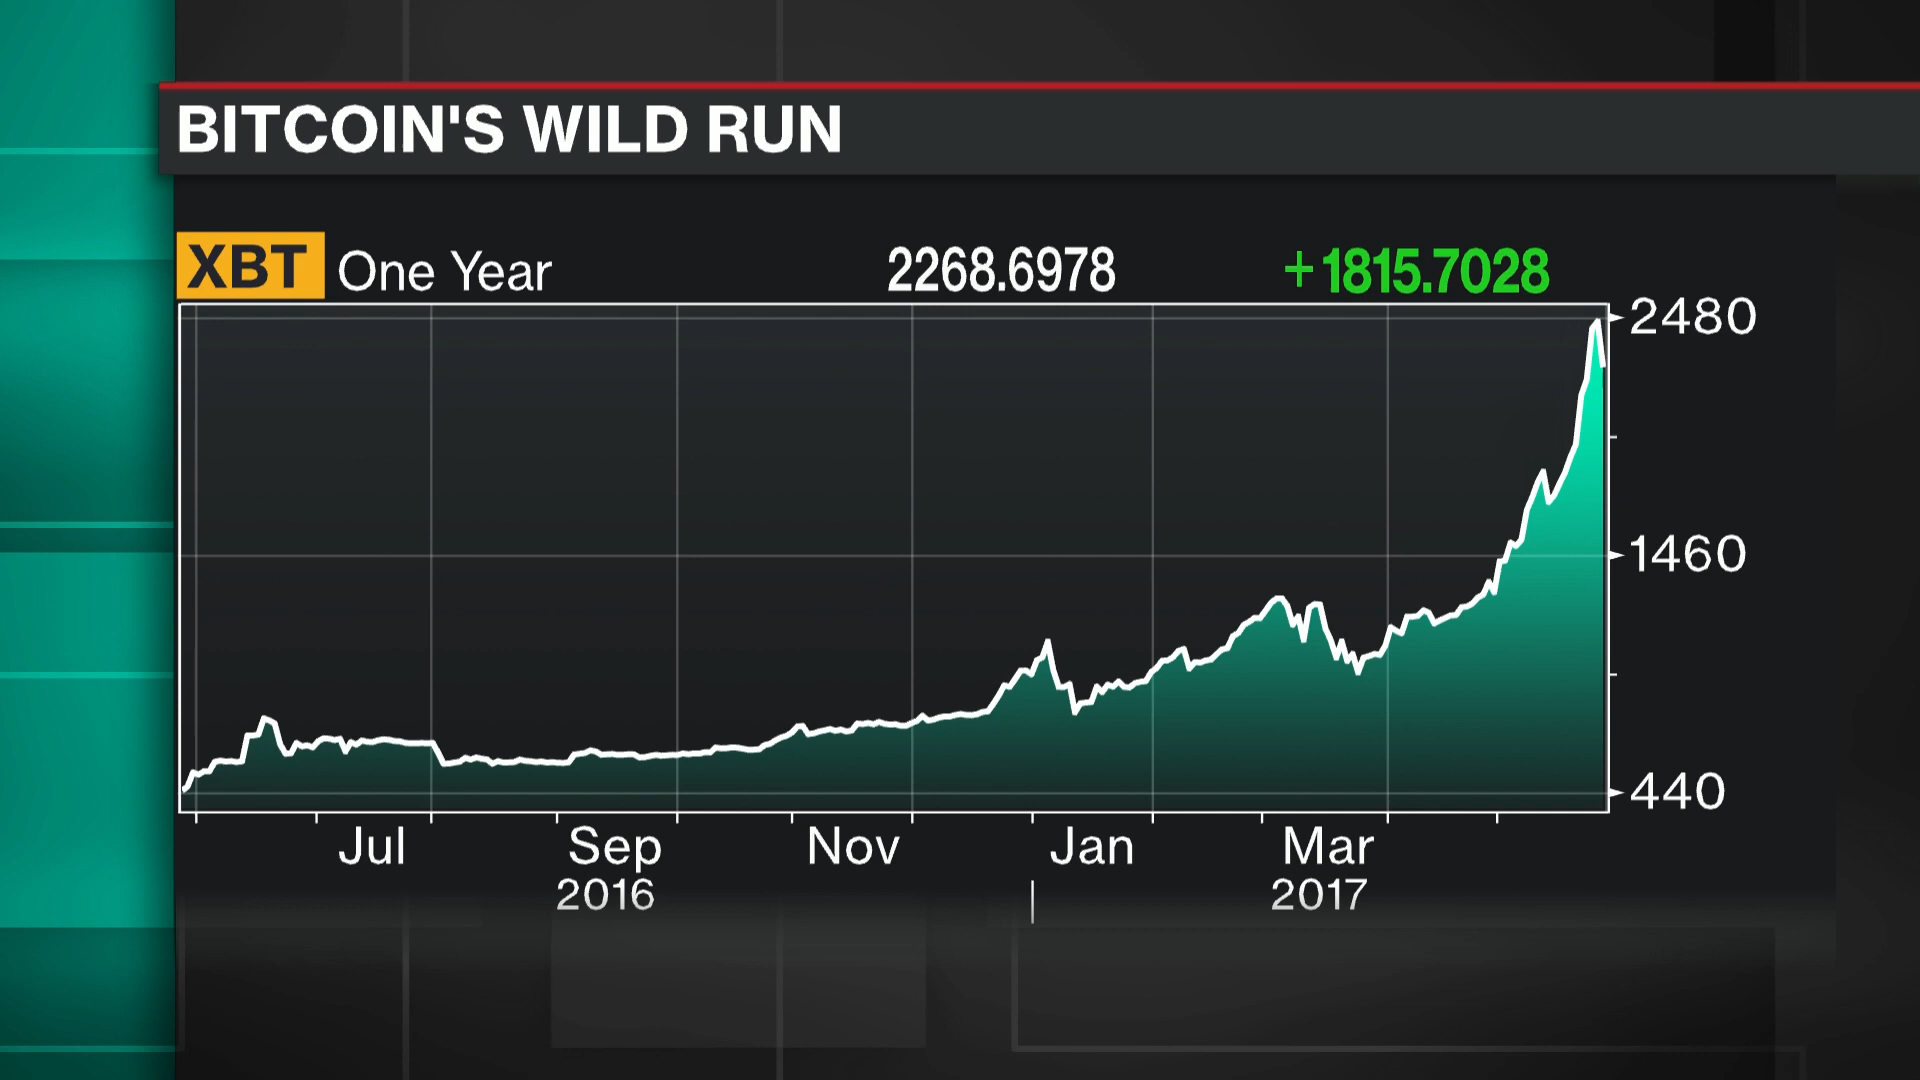 BITCOIN'S WILD RUN
XBT One Year 2268.6978 +1815.7028
2480
1460
440
Jul Sep Nov Jan Mar
2016 2017